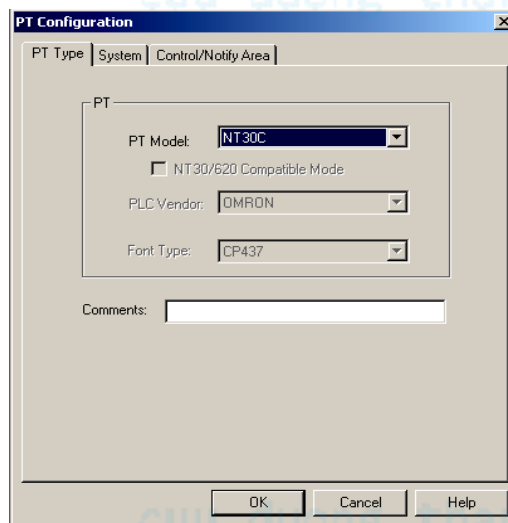 PT Configuration
PT Type System Control/Notify Area
PT
PT Model: NT30C
NT30/620 Compatible Mode
PLC Vendor: OMRON
Font Type: CP437
Comments:
OK Cancel Help